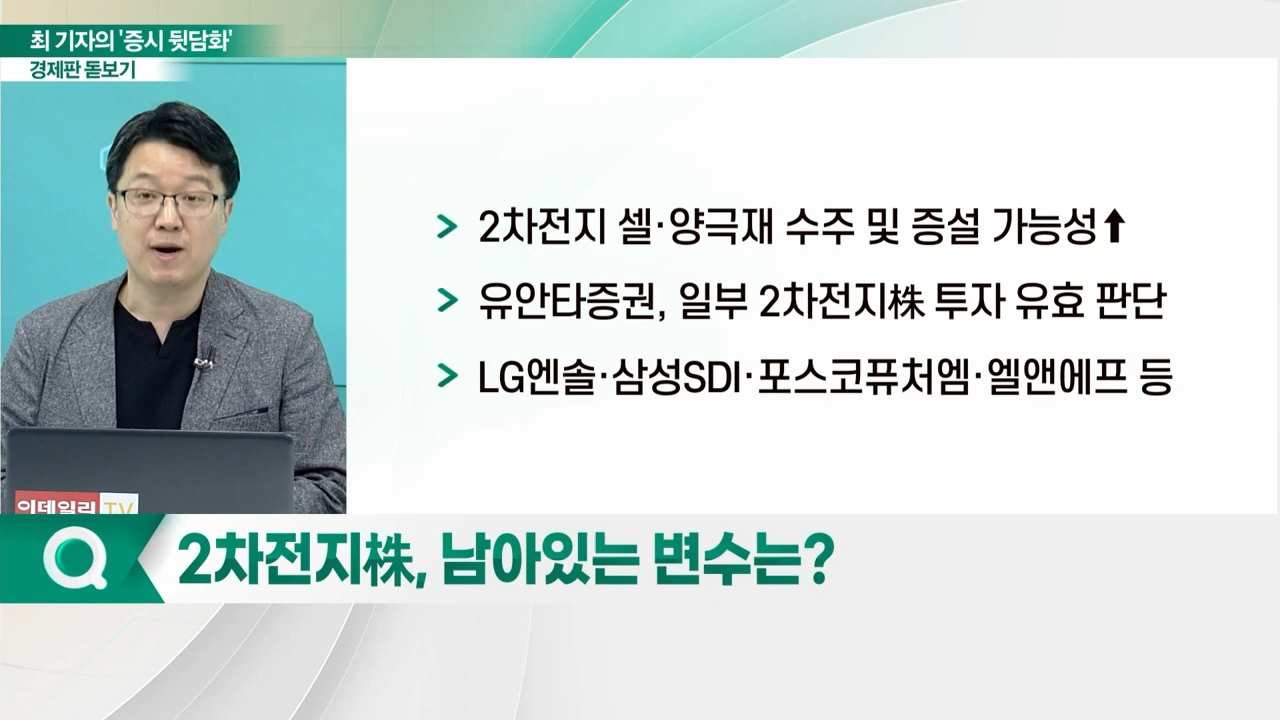 최 기자의 '증시 뒷담화'
경제판 돋보기
> 2차전지 셀·양극재 수주 및 증설 가능성⬆
> 유안타증권, 일부 2차전지株 투자 유효 판단
> LG엔솔·삼성SDI·포스코퓨처엠·엘앤에프 등
이데일리 TV
2차전지株, 남아있는 변수는?